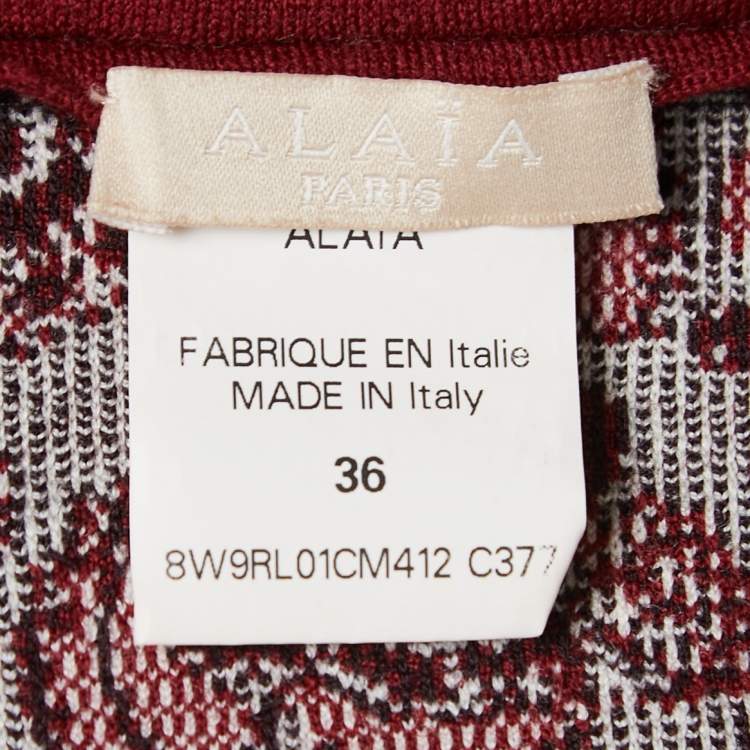 ALAÏA
PARIS
ALAÏA
FABRIQUE EN Italie
MADE IN Italy
36
8W9RL01CM412 C377